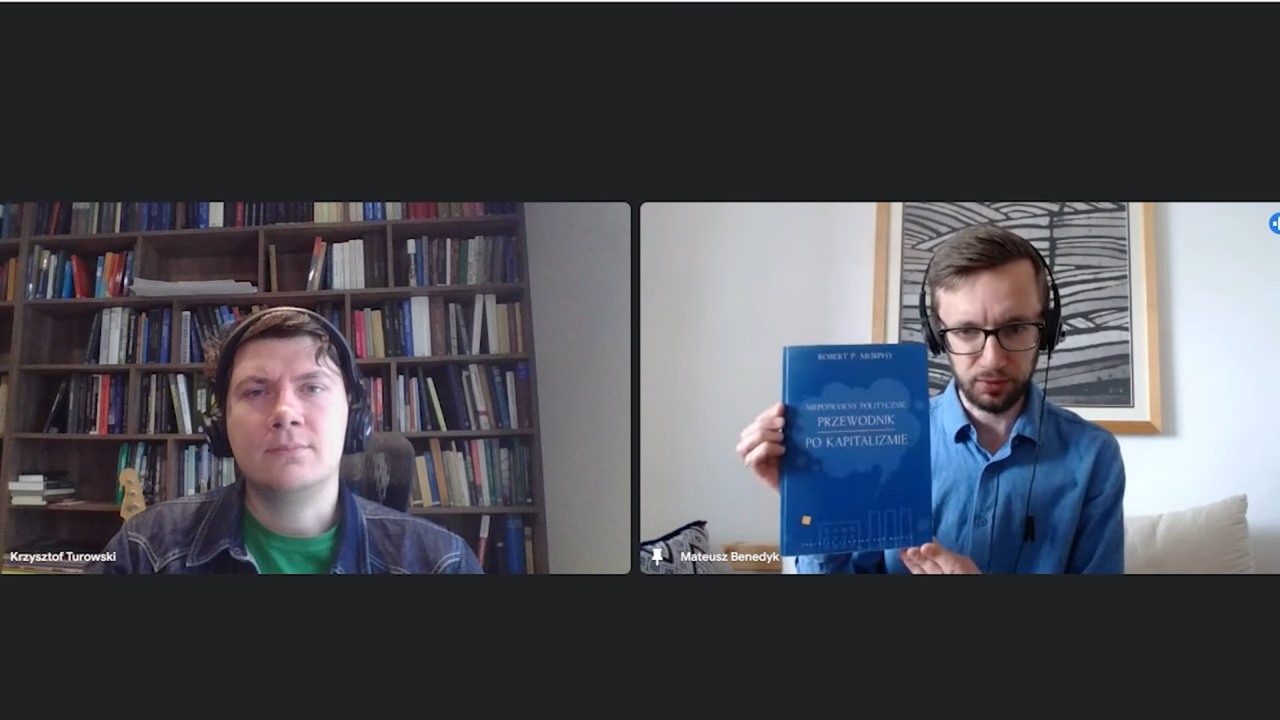 ROBERT P. MURPHY
NIEPOPRAWNY POLITYCZNIE
PRZEWODNIK
PO KAPITALIZMIE
Krzysztof Turowski
Mateusz Benedyk